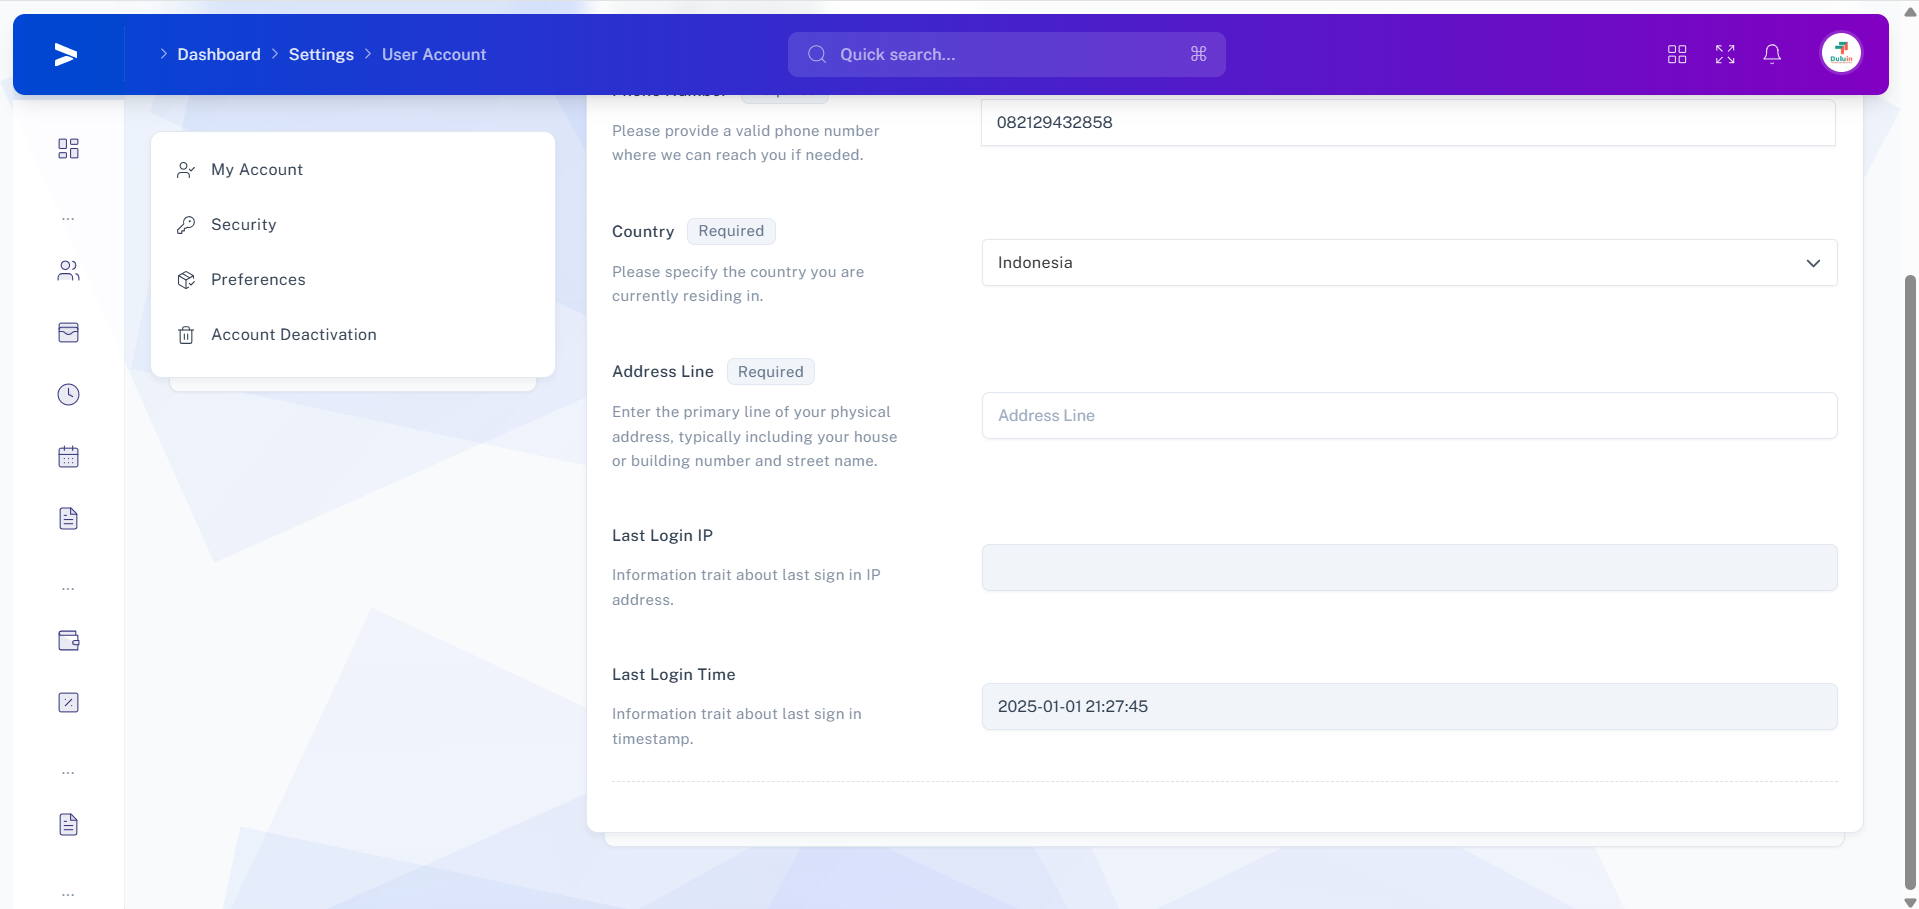 Dashboard
Settings
User Account
Quick search...
⌘
Duluin
My Account
Security
Preferences
Account Deactivation
...
...
...
...
Phone Number
Please provide a valid phone number
where we can reach you if needed.
082129432858
Country
Required
Please specify the country you are
currently residing in.
Indonesia
Address Line
Required
Enter the primary line of your physical
address, typically including your house
or building number and street name.
Address Line
Last Login IP
Information trait about last sign in IP
address.
Last Login Time
Information trait about last sign in
timestamp.
2025-01-01 21:27:45